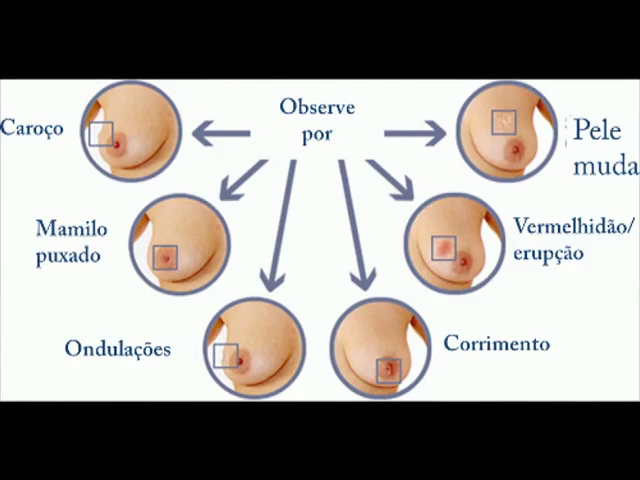 Observe
por
Caroço
Pele
muda
Mamilo
puxado
Vermelhidão/
erupção
Ondulações
Corrimento